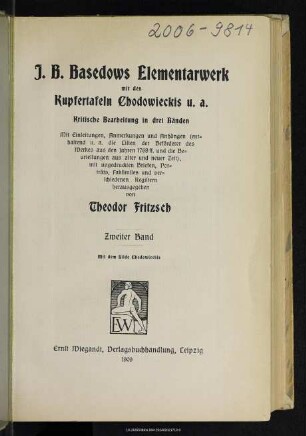 2006-9814
J. B. Basedows Elementarwerk
mit den
Kupfertafeln Chodowieckis u. a.
Kritische Bearbeitung in drei Bänden
Mit Einleitungen, Anmerkungen und Anhängen (ent-
haltend u. a. die Listen der Beförderer des
Werkes aus den Jahren 1768 ff. und die Be-
urteilungen aus alter und neuer Zeit),
mit ungedruckten Briefen, Por-
träts, Faksimilen und ver-
schiedenen Registern
herausgegeben
von
Theodor Fritzsch
Zweiter Band
Mit dem Bilde Chodowieckis
EW
Ernst Wiegandt, Verlagsbuchhandlung, Leipzig
1909